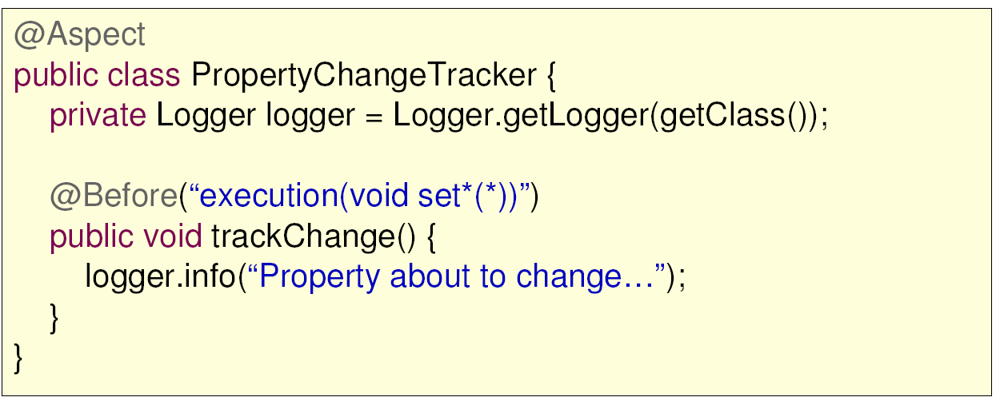 @Aspect
public class PropertyChangeTracker {
private Logger logger = Logger.getLogger(getClass());
@Before(“execution(void set*(*))”)
public void trackChange() {
logger.info(“Property about to change…”);
}
}